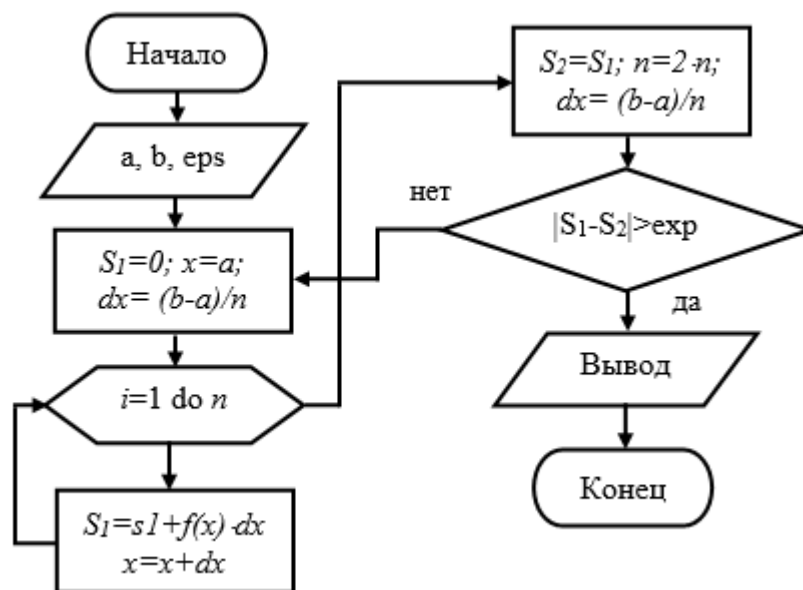 Начало
a, b, eps
S1=0; x=a;
dx= (b-a)/n
i=1 do n
S1=s1+f(x)·dx
x=x+dx
S2=S1; n=2·n;
dx= (b-a)/n
нет
|S1-S2|>exp
да
Вывод
Конец